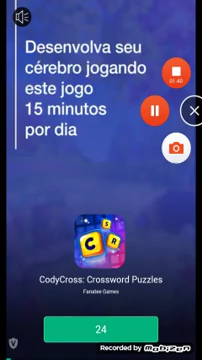 Desenvolva seu
cérebro jogando
este jogo
15 minutos
por dia
01:40
C
S
R
CodyCross: Crossword Puzzles
Fanatee Games
24
Recorded by Mobizen